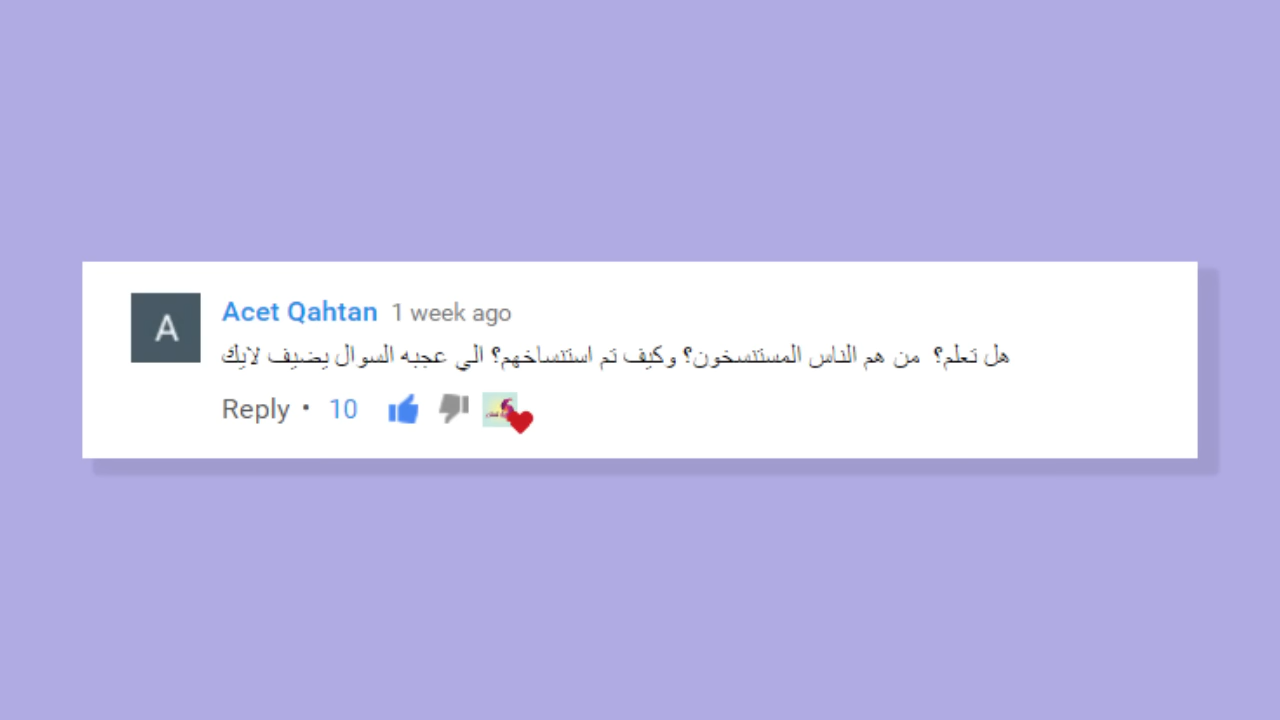 A
Acet Qahtan 1 week ago
هل تعلم؟ من هم الناس المستنسخون؟ وكيف تم استنساخهم؟ الي عجبه السوال يضيف لايك
Reply • 10